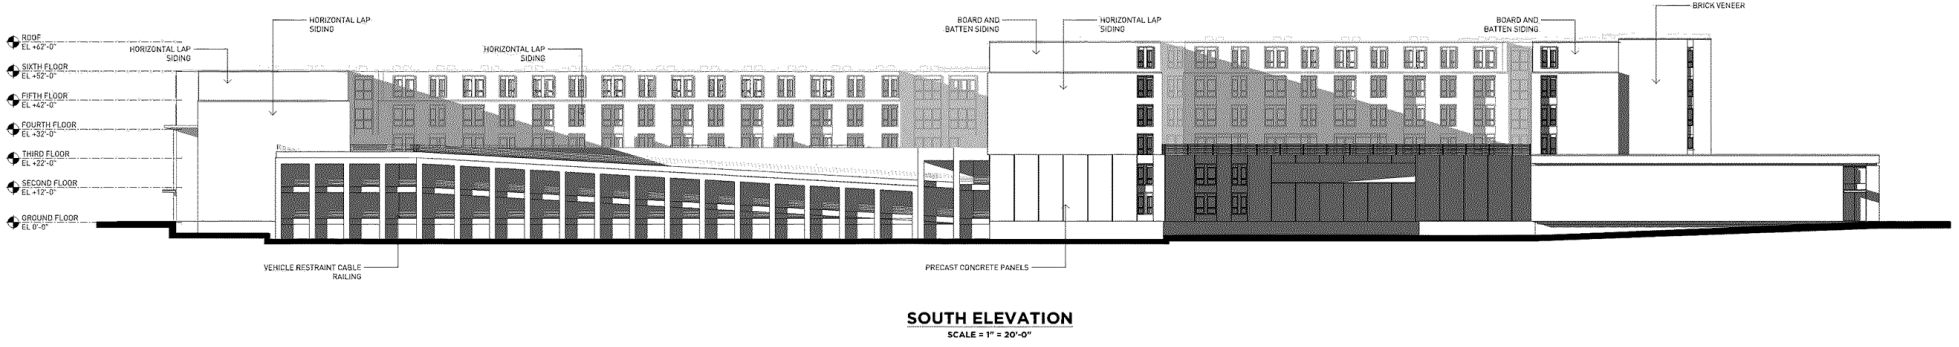 HORIZONTAL LAP
SIDING
BOARD AND
BATTEN SIDING
HORIZONTAL LAP
SIDING
BOARD AND
BATTEN SIDING
BRICK VENEER
HORIZONTAL LAP
SIDING
HORIZONTAL LAP
SIDING
ROOF
EL +62'-0"
SIXTH FLOOR
EL +52'-0"
FIFTH FLOOR
EL +42'-0"
FOURTH FLOOR
EL +32'-0"
THIRD FLOOR
EL +22'-0"
SECOND FLOOR
EL +12'-0"
GROUND FLOOR
EL 0'-0"
VEHICLE RESTRAINT CABLE
RAILING
PRECAST CONCRETE PANELS
SOUTH ELEVATION
SCALE = 1" = 20'-0"